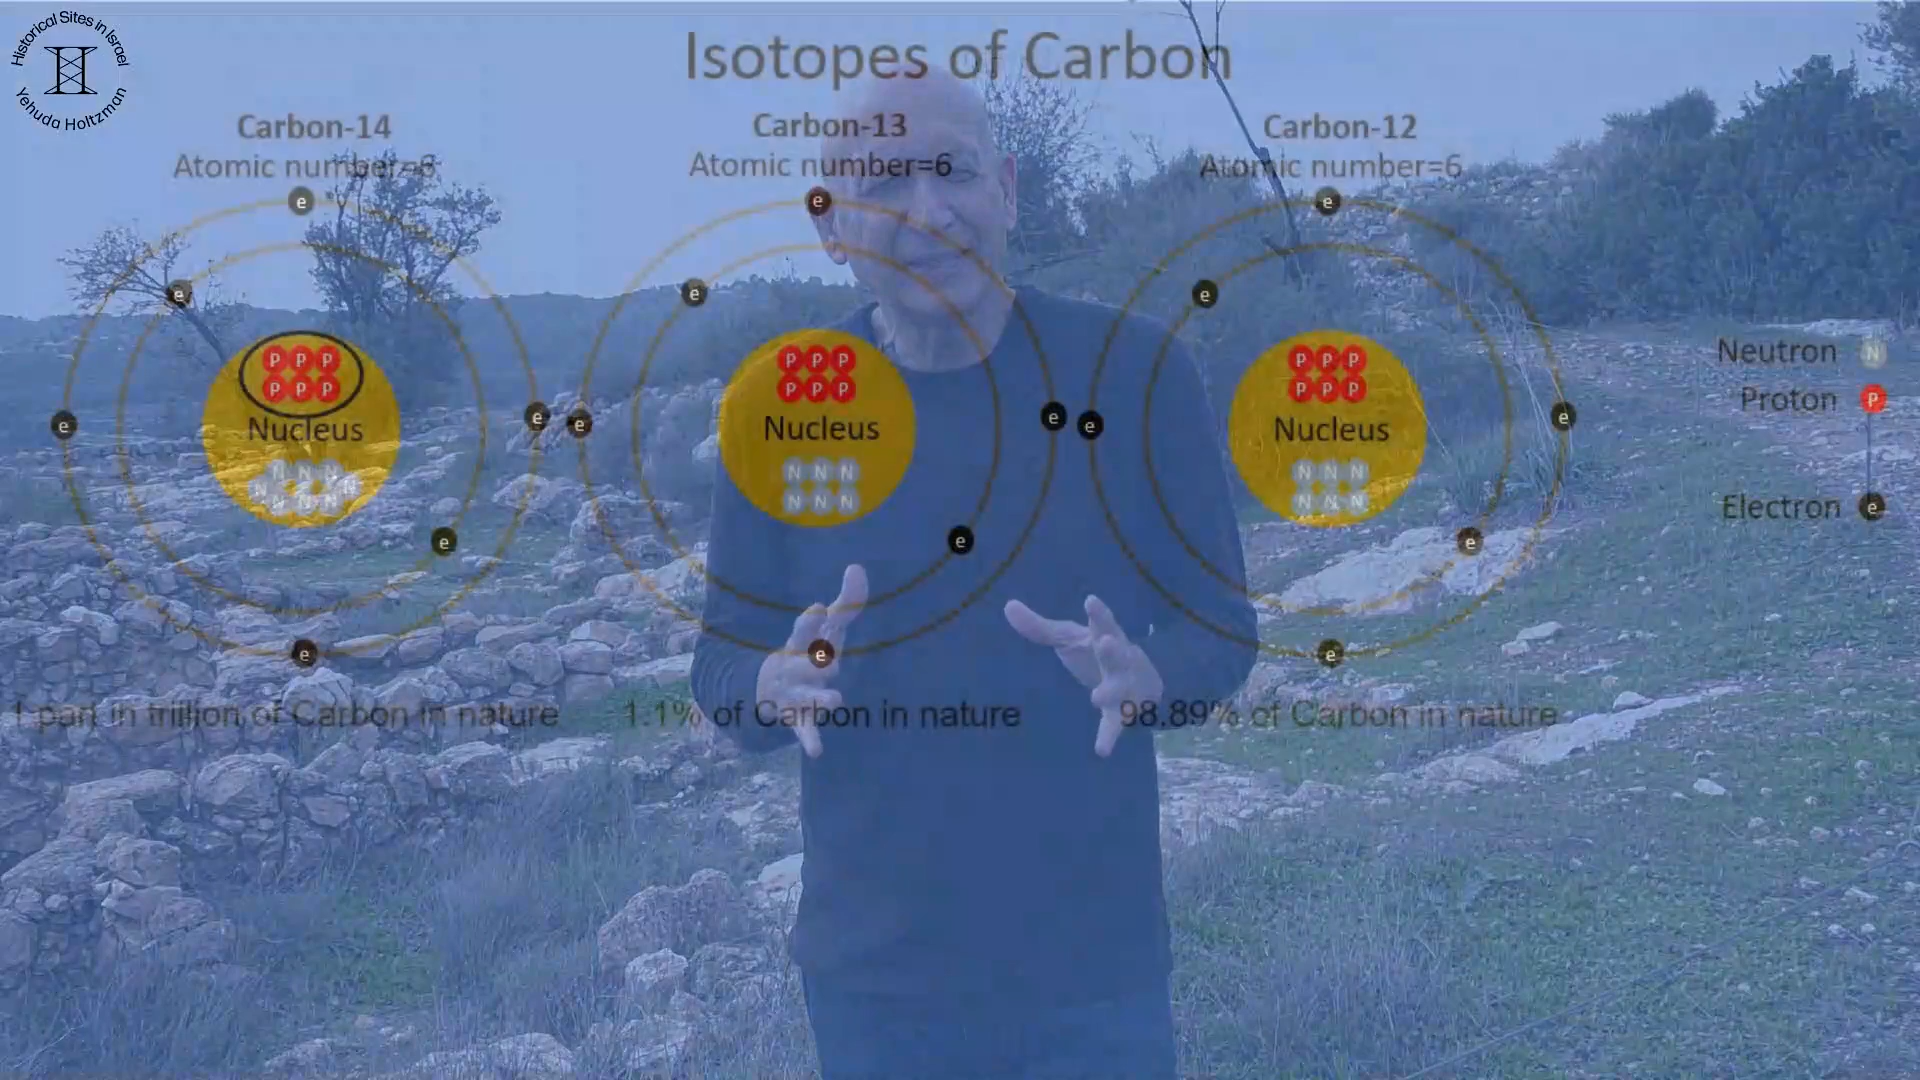 Historical Sites in Israel
Yehuda Holtzman
Isotopes of Carbon
Carbon-14
Atomic number=6
Carbon-13
Atomic number=6
Carbon-12
Atomic number=6
e
e
e
e
e
e
P P P
P P P
Nucleus
N N N
N N
N N N
e
e
e
e
e
e
P P P
P P P
Nucleus
N N N
N N N
e
e
e
e
e
e
P P P
P P P
Nucleus
N N N
N N N
Neutron N
Proton P
Electron e
1 part in trillion of Carbon in nature
1.1% of Carbon in nature
98.89% of Carbon in nature